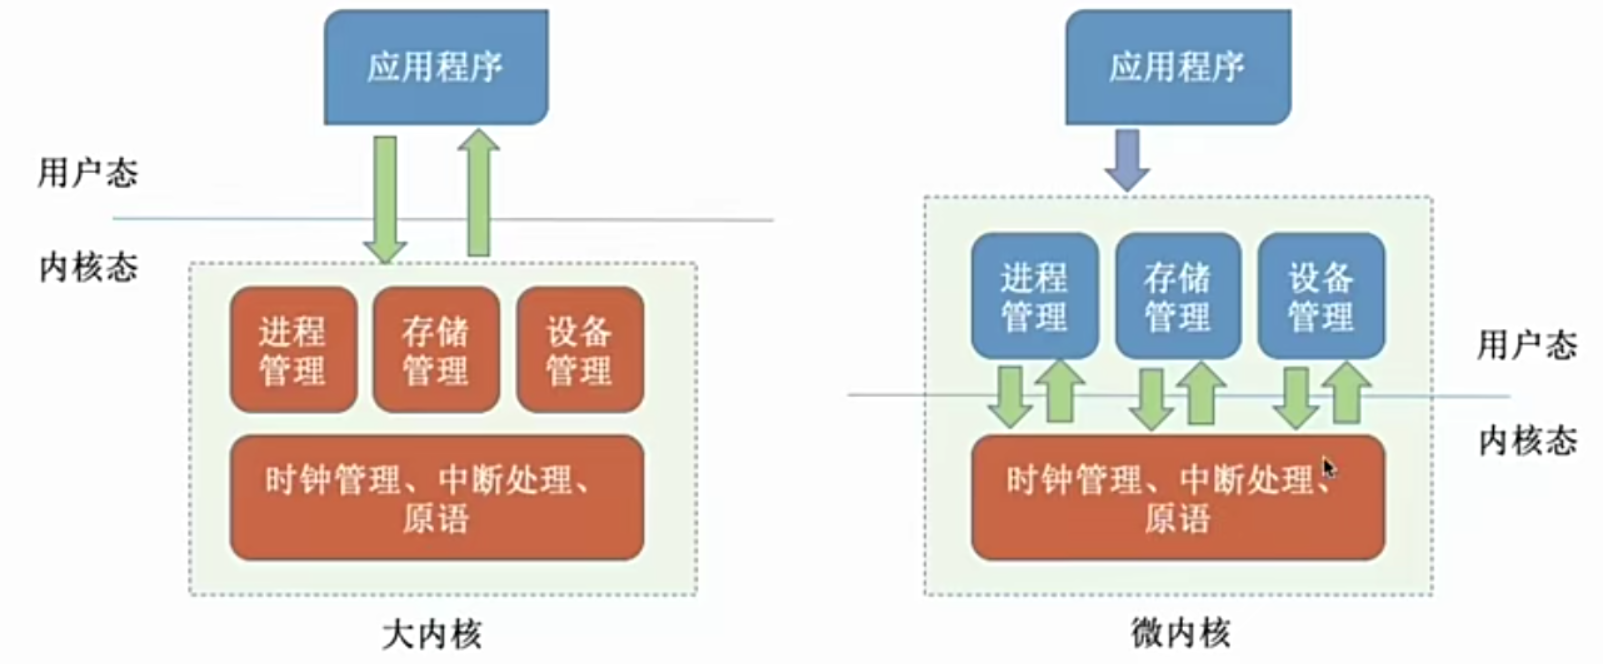 应用程序
用户态
内核态
进程
管理
存储
管理
设备
管理
时钟管理、中断处理、
原语
大内核
应用程序
进程
管理
存储
管理
设备
管理
用户态
内核态
时钟管理、中断处理、
原语
微内核